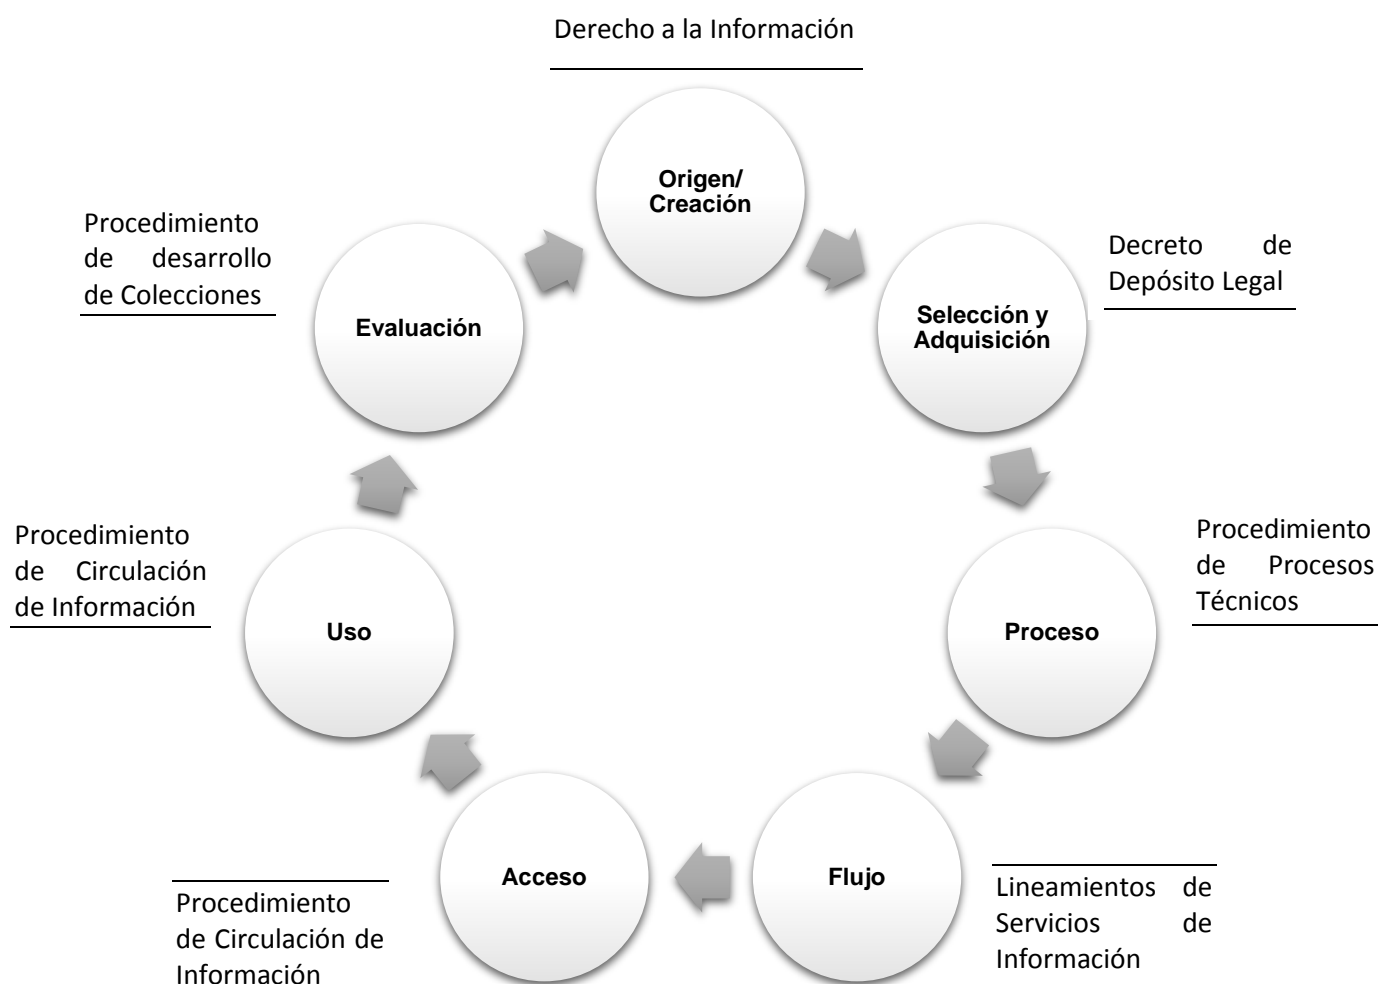 Derecho a la Información
Origen/
Creación
Procedimiento
de desarrollo
de Colecciones
Evaluación
Selección y
Adquisición
Decreto de
Depósito Legal
Procedimiento
de Circulación
de Información
Uso
Proceso
Procedimiento
de Procesos
Técnicos
Acceso
Flujo
Procedimiento
de Circulación de
Información
Lineamientos de
Servicios de
Información